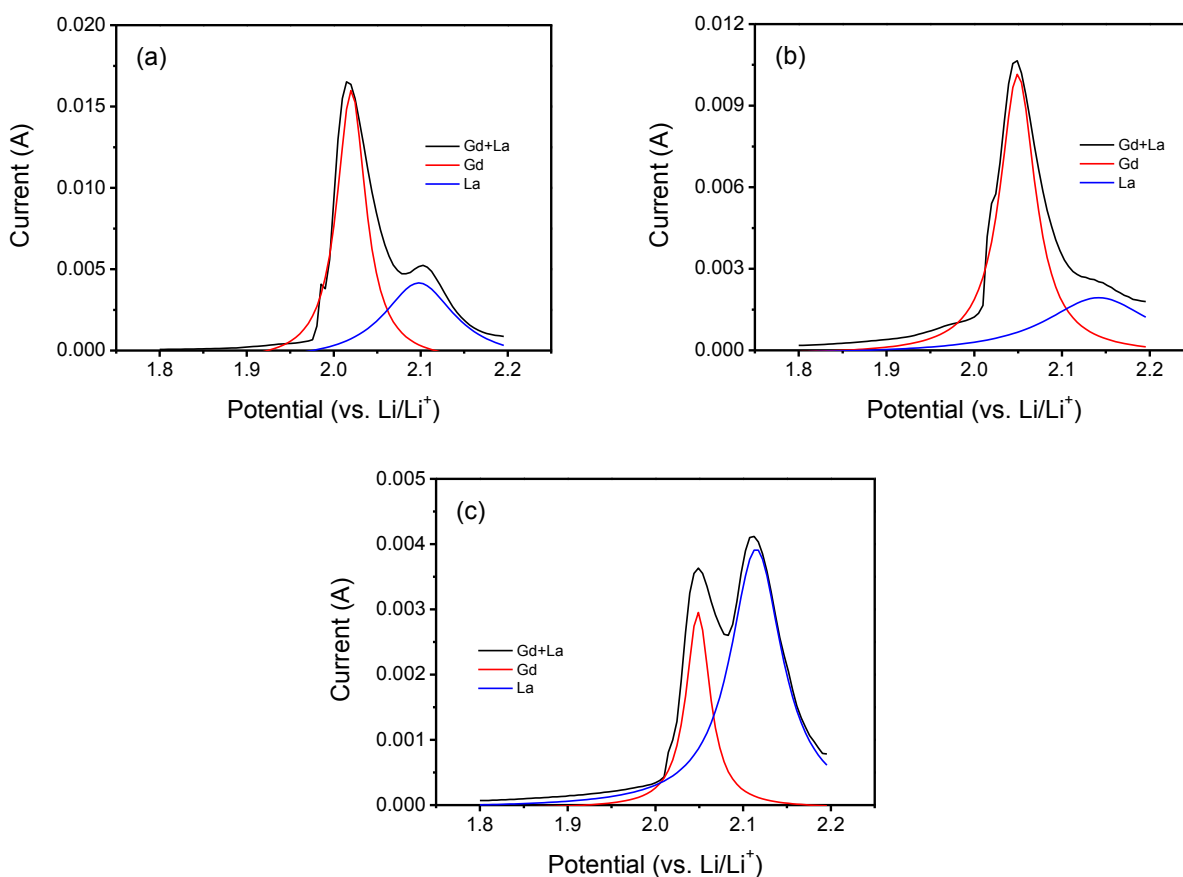 (a)
0.020
0.015
0.010
0.005
0.000
Current (A)
Gd+La
Gd
La
1.8 1.9 2.0 2.1 2.2
Potential (vs. Li/Li⁺)
(b)
0.012
0.009
0.006
0.003
0.000
Current (A)
Gd+La
Gd
La
1.8 1.9 2.0 2.1 2.2
Potential (vs. Li/Li⁺)
(c)
0.005
0.004
0.003
0.002
0.001
0.000
Current (A)
Gd+La
Gd
La
1.8 1.9 2.0 2.1 2.2
Potential (vs. Li/Li⁺)